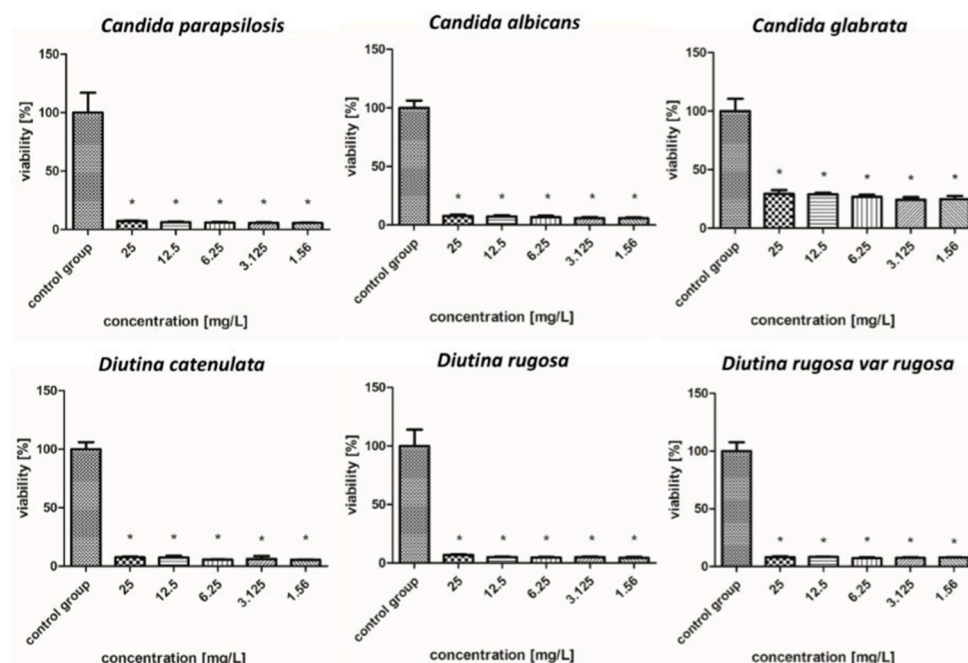 Candida parapsilosis
150
100
50
0
viability [%]
* * * * *
control group
25
12.5
6.25
3.125
1.56
concentration [mg/L]
Candida albicans
150
100
50
0
viability [%]
* * * * *
control group
25
12.5
6.25
3.125
1.56
concentration [mg/L]
Candida glabrata
150
100
50
0
viability [%]
* * * * *
control group
25
12.5
6.25
3.125
1.56
concentration [mg/L]
Diutina catenulata
150
100
50
0
viability [%]
* * * * *
control group
25
12.5
6.25
3.125
1.56
concentration [mg/L]
Diutina rugosa
150
100
50
0
viability [%]
* * * * *
control group
25
12.5
6.25
3.125
1.56
concentration [mg/L]
Diutina rugosa var rugosa
150
100
50
0
viability [%]
* * * * *
control group
25
12.5
6.25
3.125
1.56
concentration [mg/L]